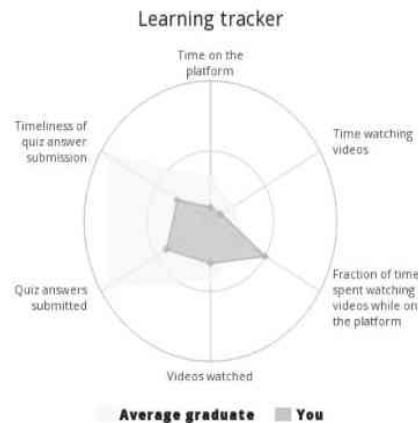 Learning tracker
Time on the
platform
Timeliness of
quiz answer
submission
Time watching
videos
Quiz answers
submitted
Fraction of time
spent watching
videos while on
the platform
Videos watched
Average graduate You